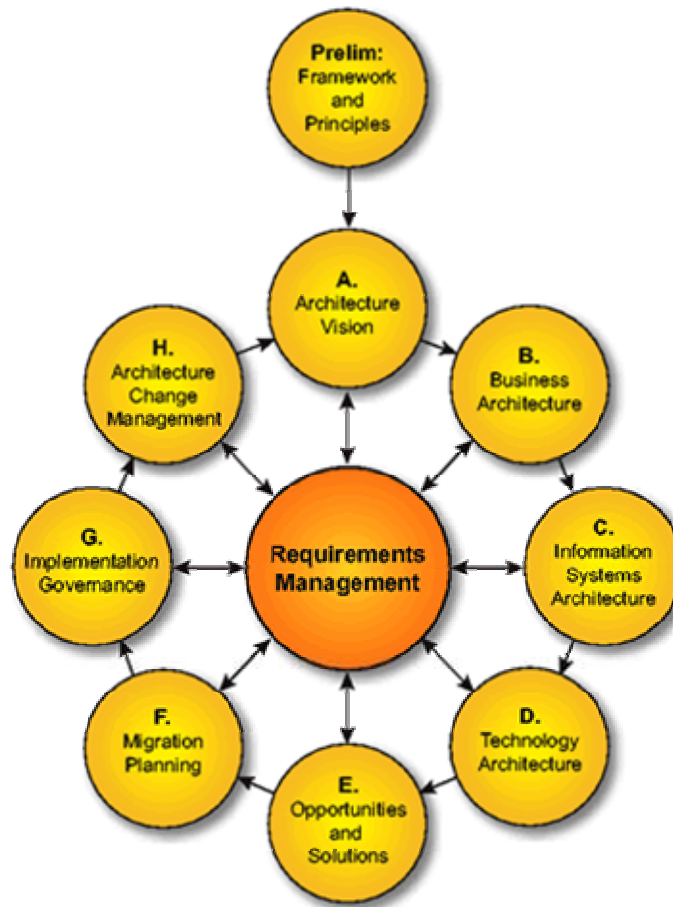 Prelim:
Framework
and
Principles
A.
Architecture
Vision
B.
Business
Architecture
C.
Information
Systems
Architecture
D.
Technology
Architecture
E.
Opportunities
and
Solutions
F.
Migration
Planning
G.
Implementation
Governance
H.
Architecture
Change
Management
Requirements
Management